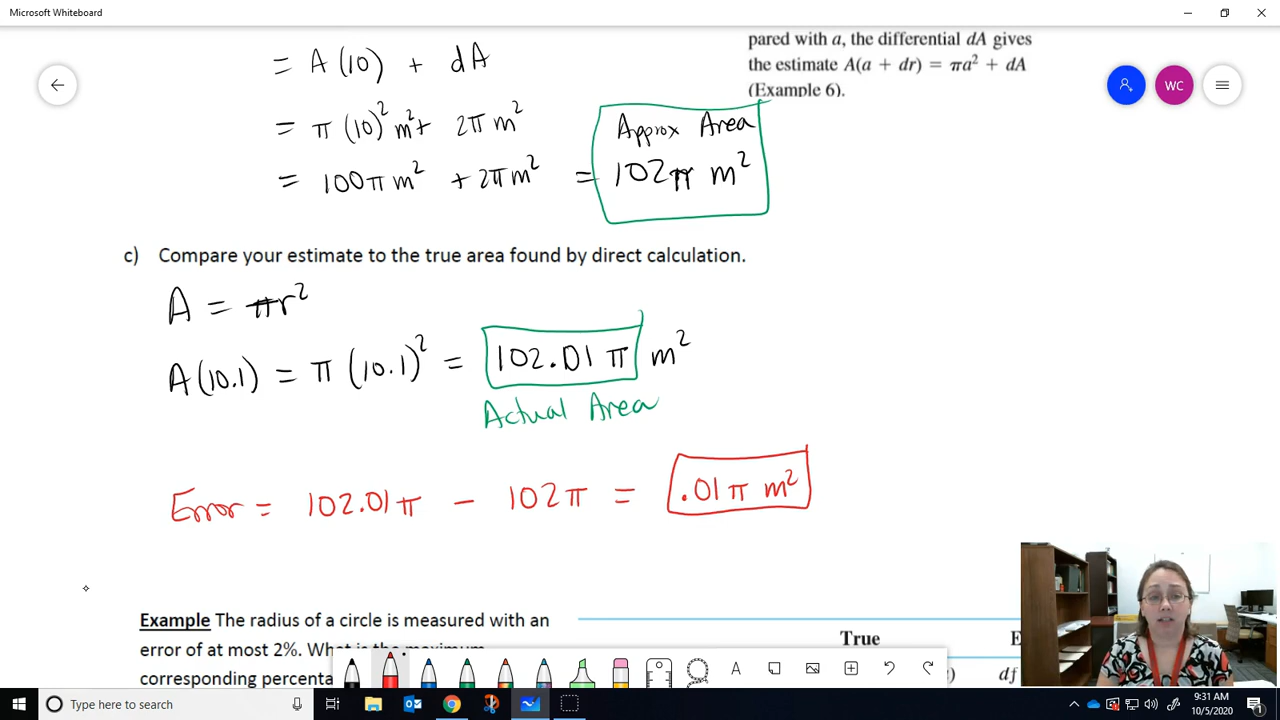 Microsoft Whiteboard
= A(10) + dA
= π(10)² m² + 2π m²
= 100π m² + 2π m² = 102π m²
Approx Area
pared with a, the differential dA gives
the estimate A(a + dr) = πa² + dA
(Example 6).
WC
c) Compare your estimate to the true area found by direct calculation.
A = πr²
A(10.1) = π(10.1)² = 102.01π m²
Actual Area
Error = 102.01π - 102π = .01π m²
Example The radius of a circle is measured with an
error of at most 2%. What is the maximum
corresponding percenta
True
E
)
df
A
Type here to search
9:31 AM
10/5/2020
1